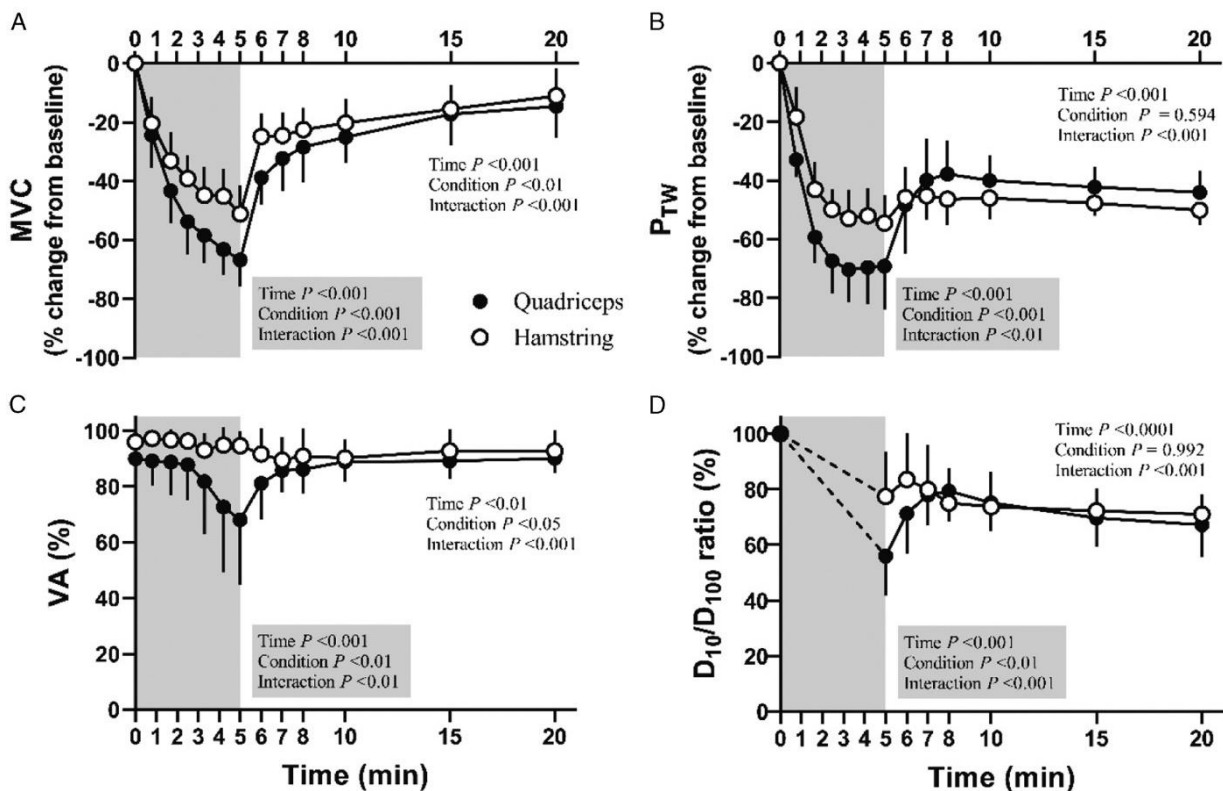 A
0 1 2 3 4 5 6 7 8 10 15 20
0
-20
-40
-60
-80
-100
MVC
(% change from baseline)
Time P <0.001
Condition P <0.01
Interaction P <0.001
Time P <0.001
Condition P <0.001
Interaction P <0.001
Quadriceps
Hamstring
B
0 1 2 3 4 5 6 7 8 10 15 20
0
-20
-40
-60
-80
-100
PTW
(% change from baseline)
Time P <0.001
Condition P = 0.594
Interaction P <0.001
Time P <0.001
Condition P <0.001
Interaction P <0.01
C
100
80
60
40
20
0
VA (%)
Time P <0.01
Condition P <0.05
Interaction P <0.001
Time P <0.001
Condition P <0.01
Interaction P <0.01
0 1 2 3 4 5 6 7 8 10 15 20
Time (min)
D
100
80
60
40
20
0
D10/D100 ratio (%)
Time P <0.0001
Condition P = 0.992
Interaction P <0.001
Time P <0.001
Condition P <0.01
Interaction P <0.001
0 1 2 3 4 5 6 7 8 10 15 20
Time (min)